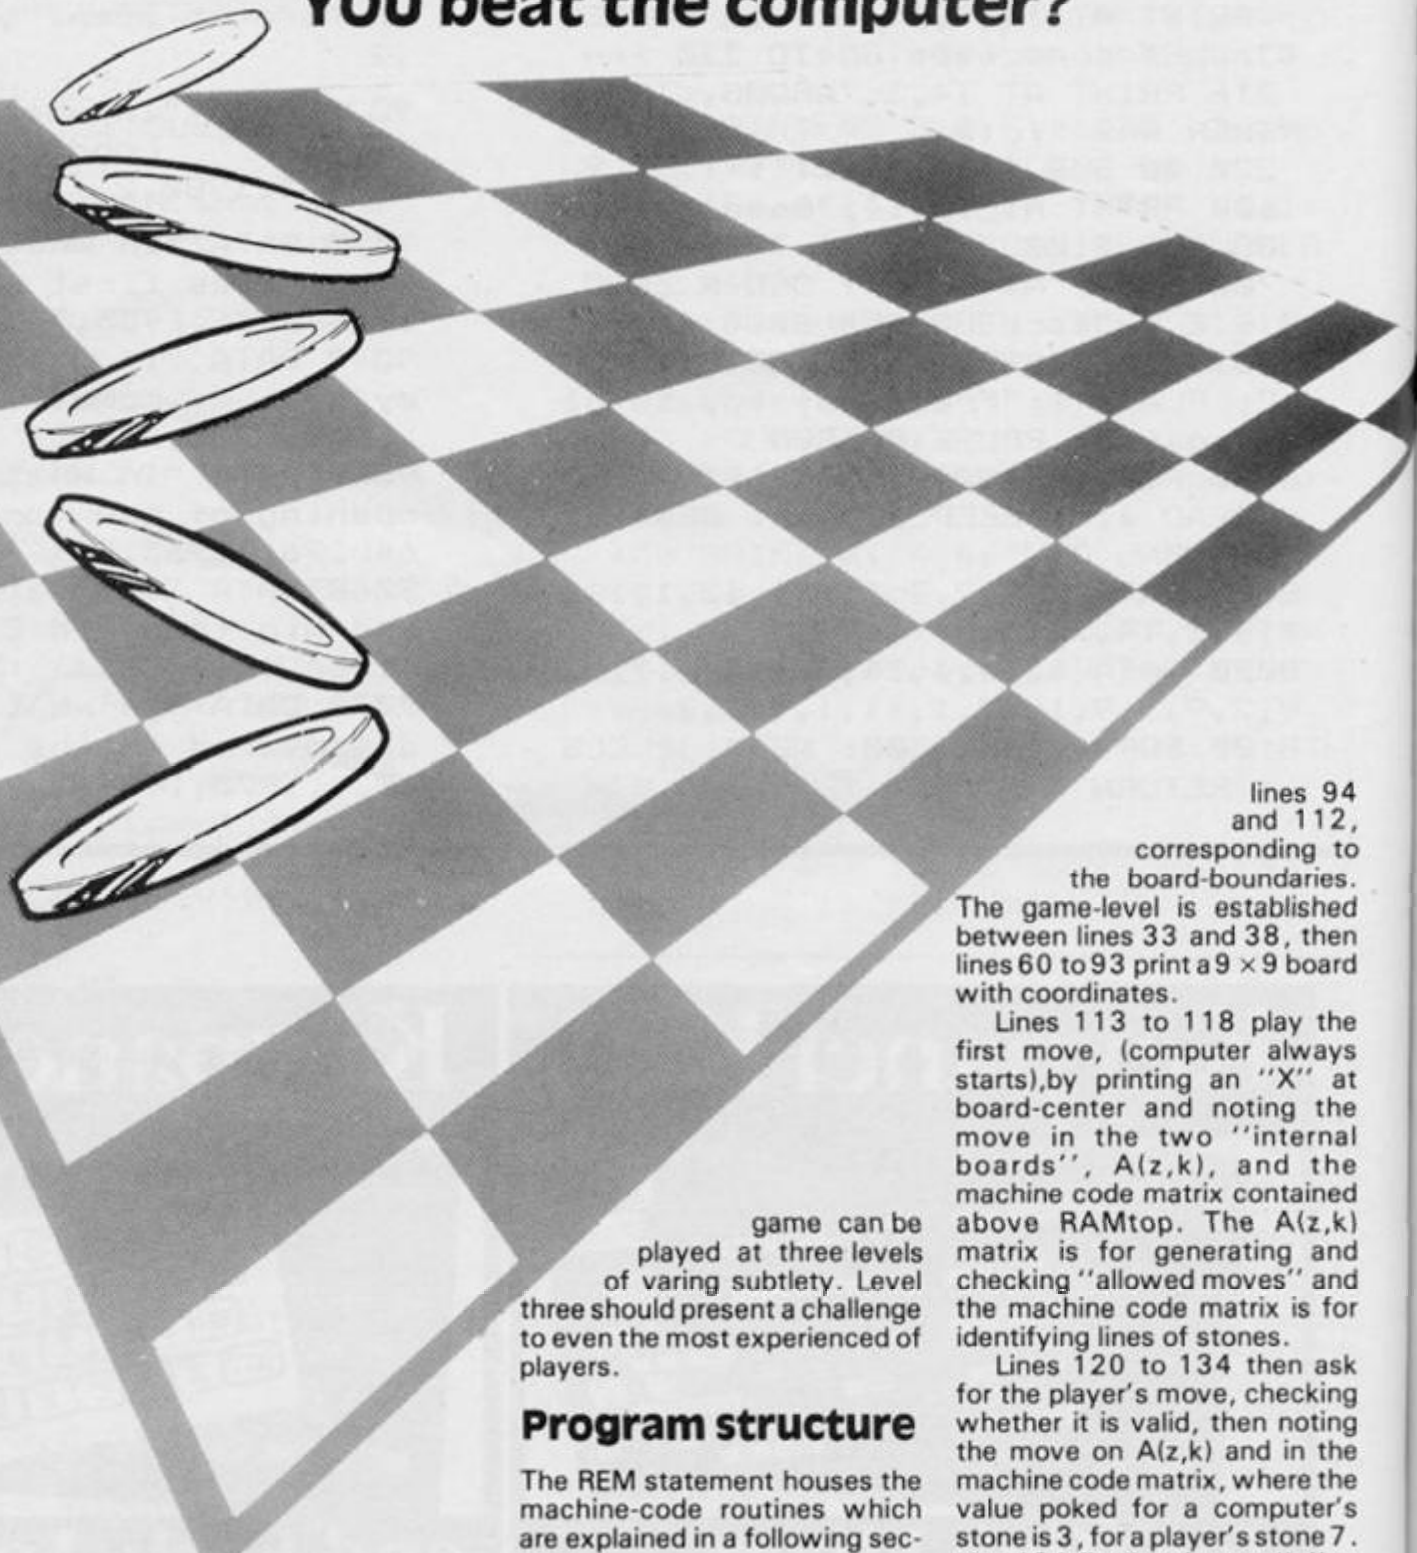 YOU beat the computer?
game can be
played at three levels
of varing subtlety. Level
three should present a challenge
to even the most experienced of
players.
Program structure
The REM statement houses the
machine-code routines which
are explained in a following sec-
lines 94
and 112,
corresponding to
the board-boundaries.
The game-level is established
between lines 33 and 38, then
lines 60 to 93 print a 9 × 9 board
with coordinates.
Lines 113 to 118 play the
first move, (computer always
starts),by printing an ''X'' at
board-center and noting the
move in the two ''internal
boards'', A(z,k), and the
machine code matrix contained
above RAMtop. The A(z,k)
matrix is for generating and
checking ''allowed moves'' and
the machine code matrix is for
identifying lines of stones.
Lines 120 to 134 then ask
for the player's move, checking
whether it is valid, then noting
the move on A(z,k) and in the
machine code matrix, where the
value poked for a computer's
stone is 3, for a player's stone 7.